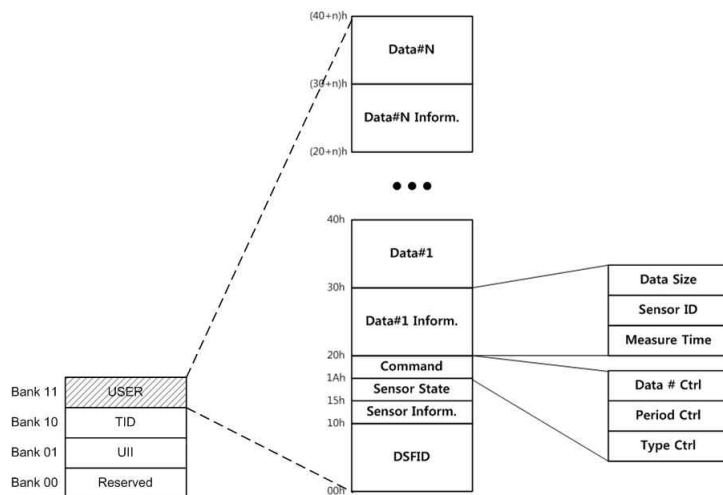 (40+n)h
Data#N
(30+n)h
Data#N Inform.
(20+n)h
•••
40h
Data#1
30h
Data#1 Inform.
20h
Command
1Ah
Sensor State
15h
Sensor Inform.
10h
DSFID
00h
Data Size
Sensor ID
Measure Time
Data # Ctrl
Period Ctrl
Type Ctrl
Bank 11 USER
Bank 10 TID
Bank 01 UII
Bank 00 Reserved